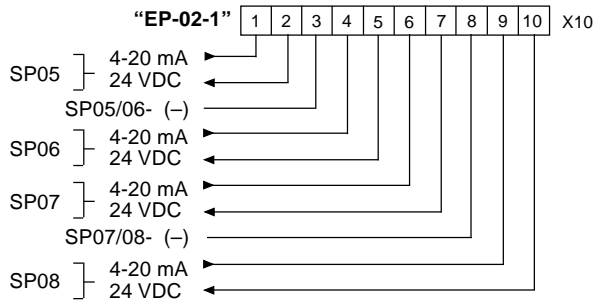 "EP-02-1" 1 2 3 4 5 6 7 8 9 10 X10
SP05 4-20 mA
24 VDC
SP05/06- (–)
SP06 4-20 mA
24 VDC
SP07 4-20 mA
24 VDC
SP07/08- (–)
SP08 4-20 mA
24 VDC